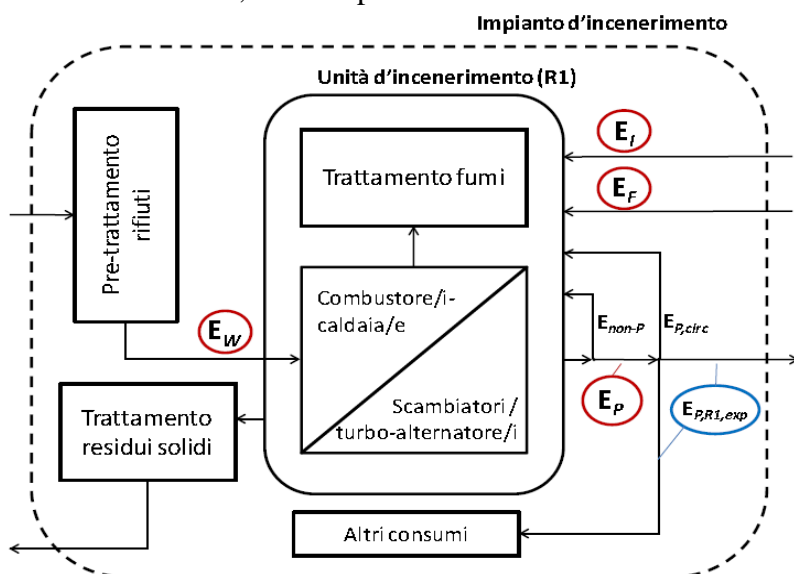 Impianto d'incenerimento
Unità d'incenerimento (R1)
Pre-trattamento
rifiuti
Trattamento fumi
E_I
E_F
Combustore/i-
caldaia/e
E_non-P
E_P,circ
E_W
Scambiatori /
turbo-alternatore/i
E_P
E_P,R1,exp
Trattamento
residui solidi
Altri consumi